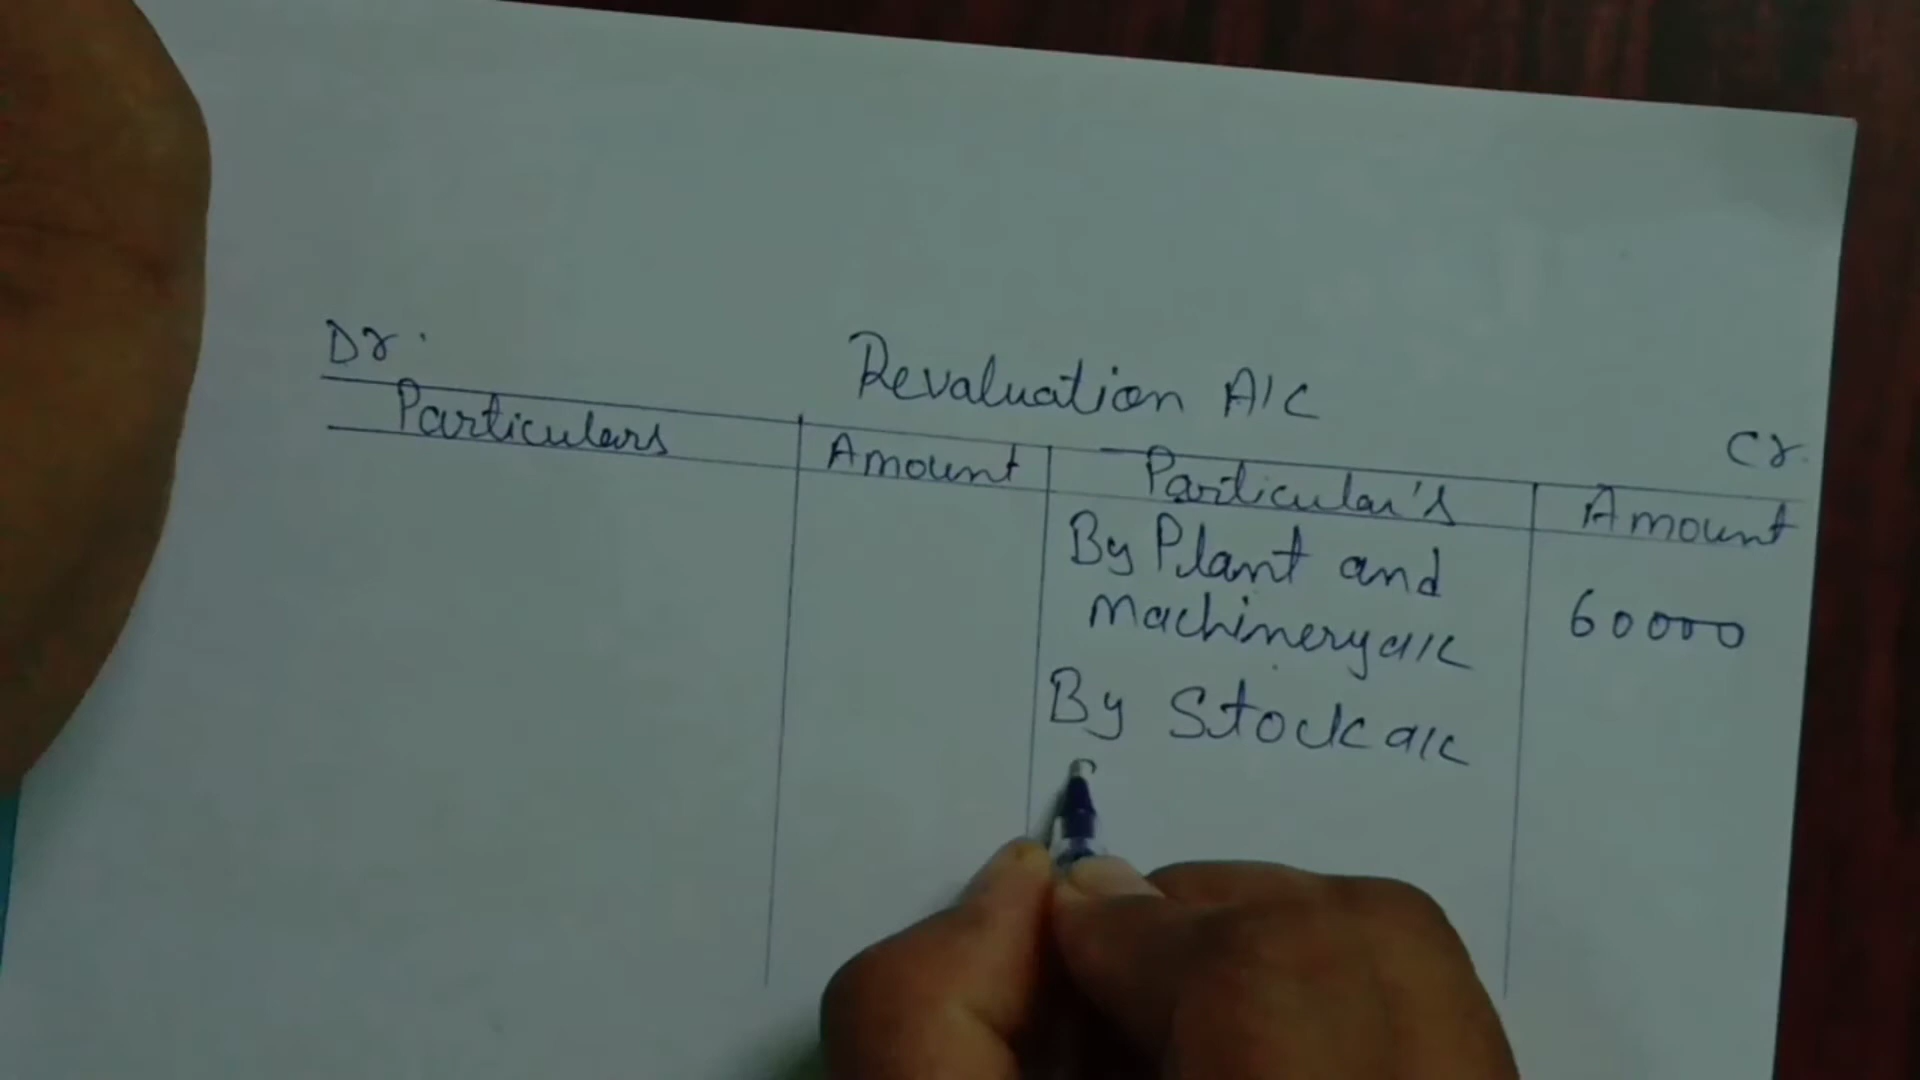 Dr.
Revaluation A/C
Cr.
Particulars Amount Particular's Amount
By Plant and
Machinery a/c 60000
By Stock a/c